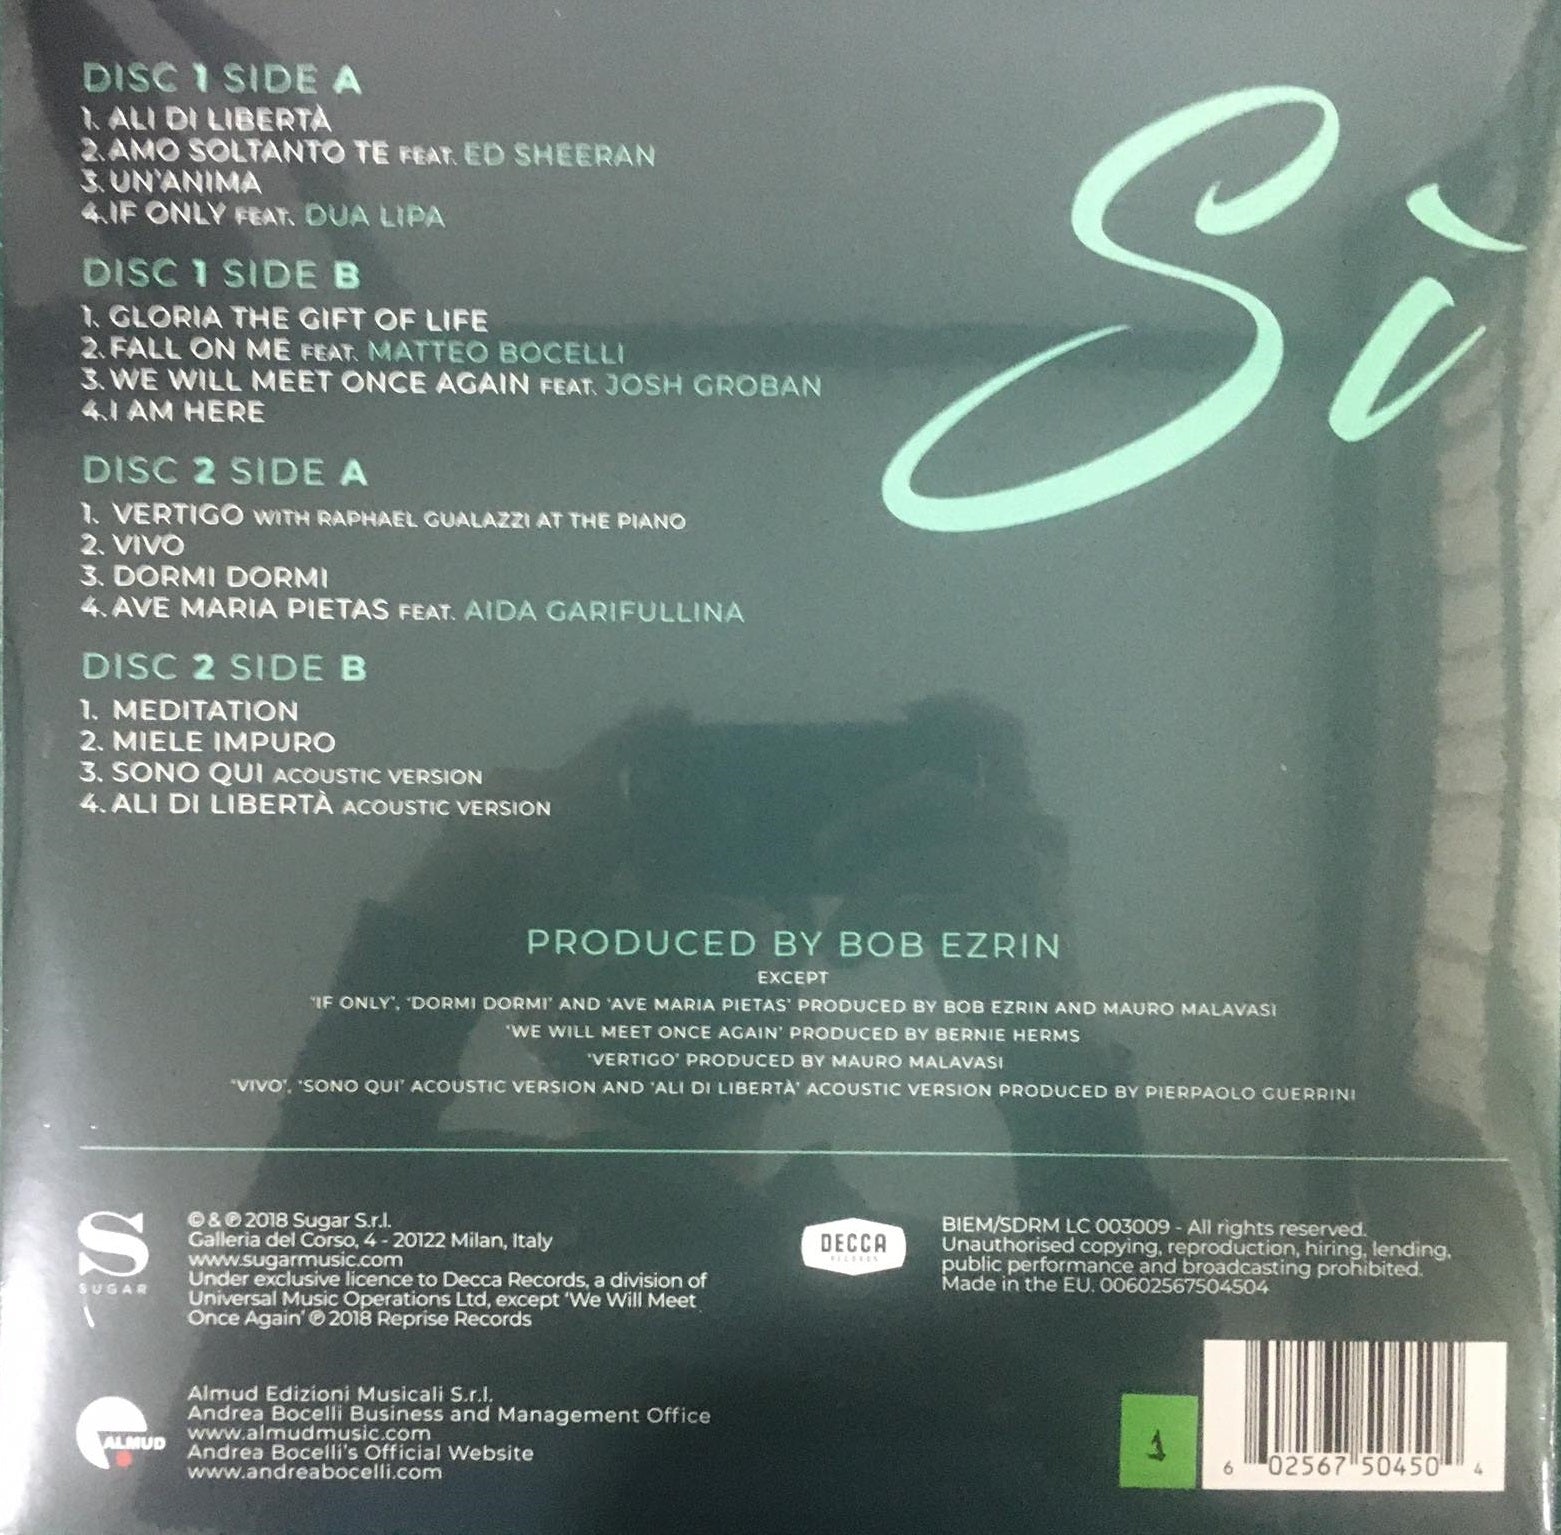 DISC 1 SIDE A
1. ALI DI LIBERTÀ
2. AMO SOLTANTO TE FEAT. ED SHEERAN
3. UN'ANIMA
4. IF ONLY FEAT. DUA LIPA
DISC 1 SIDE B
1. GLORIA THE GIFT OF LIFE
2. FALL ON ME FEAT. MATTEO BOCELLI
3. WE WILL MEET ONCE AGAIN FEAT. JOSH GROBAN
4. I AM HERE
DISC 2 SIDE A
1. VERTIGO WITH RAPHAEL GUALAZZI AT THE PIANO
2. VIVO
3. DORMI DORMI
4. AVE MARIA PIETAS FEAT. AIDA GARIFULLINA
DISC 2 SIDE B
1. MEDITATION
2. MIELE IMPURO
3. SONO QUI ACOUSTIC VERSION
4. ALI DI LIBERTÀ ACOUSTIC VERSION
Sì
PRODUCED BY BOB EZRIN
EXCEPT
'IF ONLY', 'DORMI DORMI' AND 'AVE MARIA PIETAS' PRODUCED BY BOB EZRIN AND MAURO MALAVASI
'WE WILL MEET ONCE AGAIN' PRODUCED BY BERNIE HERMS
'VERTIGO' PRODUCED BY MAURO MALAVASI
'VIVO', 'SONO QUI' ACOUSTIC VERSION AND 'ALI DI LIBERTÀ' ACOUSTIC VERSION PRODUCED BY PIERPAOLO GUERRINI
S
SUGAR
© & ℗ 2018 Sugar S.r.l.
Galleria del Corso, 4 - 20122 Milan, Italy
www.sugarmusic.com
Under exclusive licence to Decca Records, a division of
Universal Music Operations Ltd, except 'We Will Meet
Once Again' ℗ 2018 Reprise Records
DECCA
RECORDS
BIEM/SDRM LC 003009 - All rights reserved.
Unauthorised copying, reproduction, hiring, lending,
public performance and broadcasting prohibited.
Made in the EU. 00602567504504
ALMUD
Almud Edizioni Musicali S.r.l.
Andrea Bocelli Business and Management Office
www.almudmusic.com
Andrea Bocelli's Official Website
www.andreabocelli.com
1
6 02567 50450 4